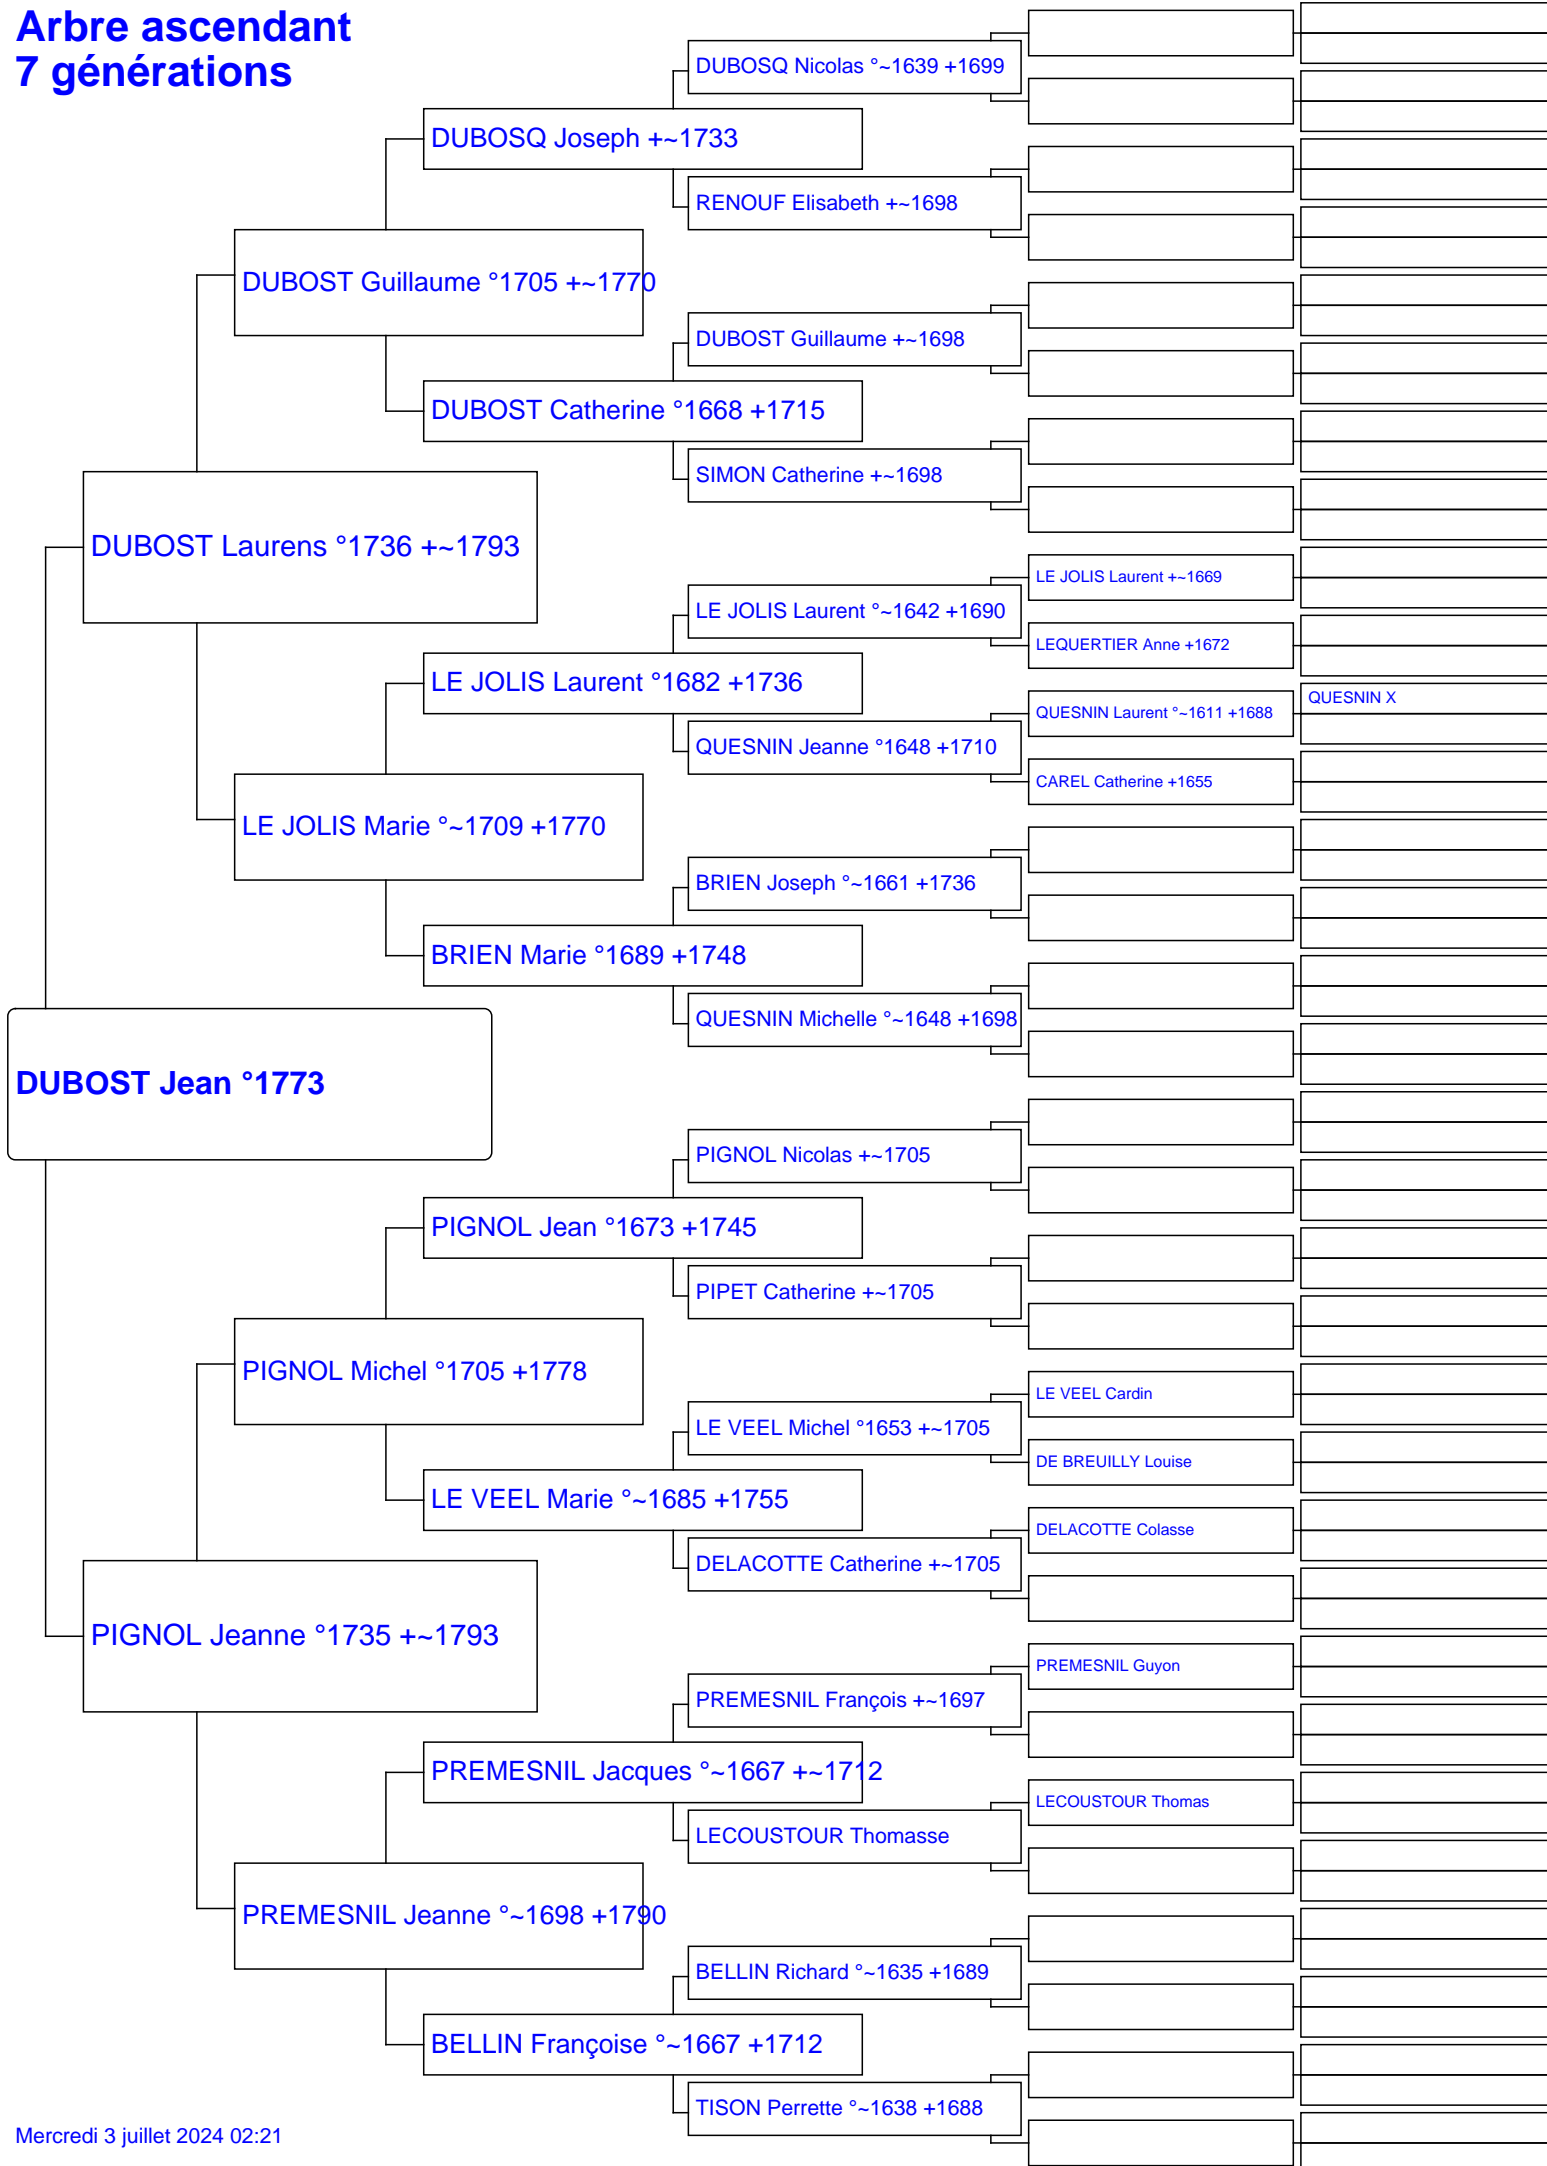 Arbre ascendant
7 générations
DUBOSQ Nicolas °~1639 +1699
DUBOSQ Joseph +~1733
RENOUF Elisabeth +~1698
DUBOST Guillaume °1705 +~1770
DUBOST Guillaume +~1698
DUBOST Catherine °1668 +1715
SIMON Catherine +~1698
DUBOST Laurens °1736 +~1793
LE JOLIS Laurent +~1669
LE JOLIS Laurent °~1642 +1690
LEQUERTIER Anne +1672
LE JOLIS Laurent °1682 +1736
QUESNIN X
QUESNIN Laurent °~1611 +1688
QUESNIN Jeanne °1648 +1710
CAREL Catherine +1655
LE JOLIS Marie °~1709 +1770
BRIEN Joseph °~1661 +1736
BRIEN Marie °1689 +1748
QUESNIN Michelle °~1648 +1698
DUBOST Jean °1773
PIGNOL Nicolas +~1705
PIGNOL Jean °1673 +1745
PIPET Catherine +~1705
PIGNOL Michel °1705 +1778
LE VEEL Cardin
LE VEEL Michel °1653 +~1705
DE BREUILLY Louise
LE VEEL Marie °~1685 +1755
DELACOTTE Colasse
DELACOTTE Catherine +~1705
PIGNOL Jeanne °1735 +~1793
PREMESNIL Guyon
PREMESNIL François +~1697
PREMESNIL Jacques °~1667 +~1712
LECOUSTOUR Thomas
LECOUSTOUR Thomasse
PREMESNIL Jeanne °~1698 +1790
BELLIN Richard °~1635 +1689
BELLIN Françoise °~1667 +1712
TISON Perrette °~1638 +1688
Mercredi 3 juillet 2024 02:21